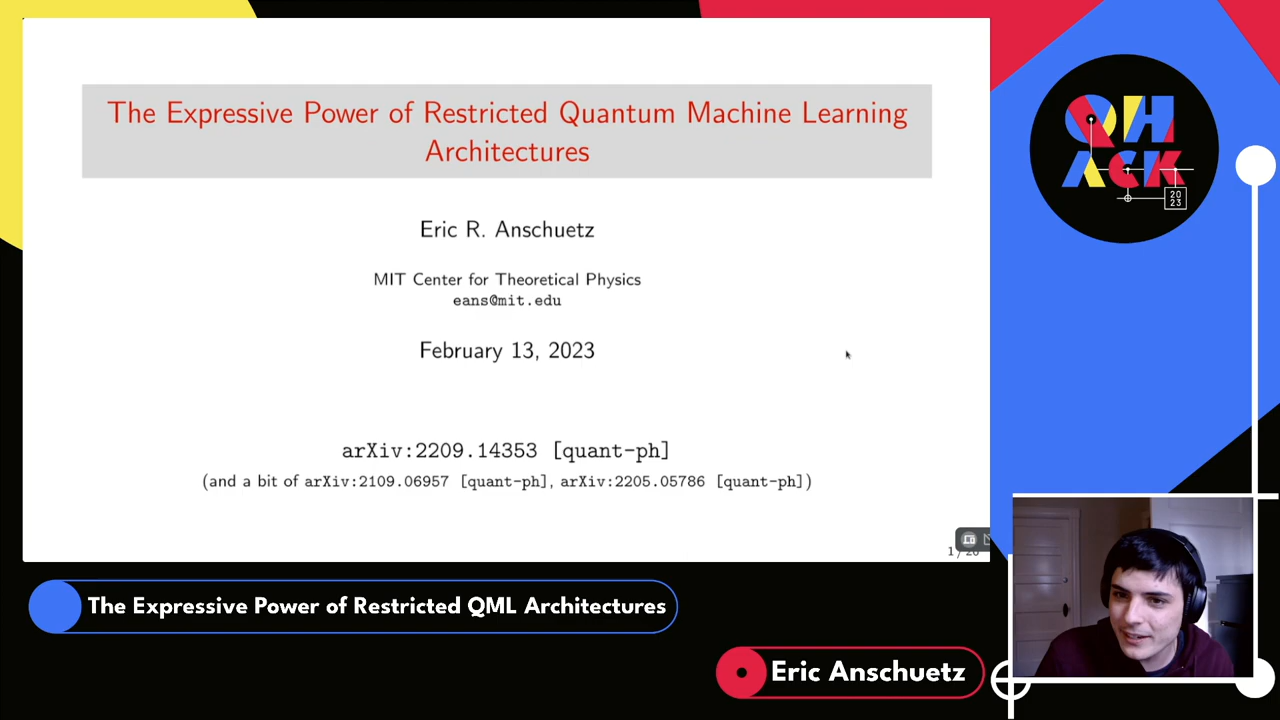 The Expressive Power of Restricted Quantum Machine Learning
Architectures
Eric R. Anschuetz
MIT Center for Theoretical Physics
eans@mit.edu
February 13, 2023
arXiv:2209.14353 [quant-ph]
(and a bit of arXiv:2109.06957 [quant-ph], arXiv:2205.05786 [quant-ph])
QH
ACK
20
23
The Expressive Power of Restricted QML Architectures
Eric Anschuetz